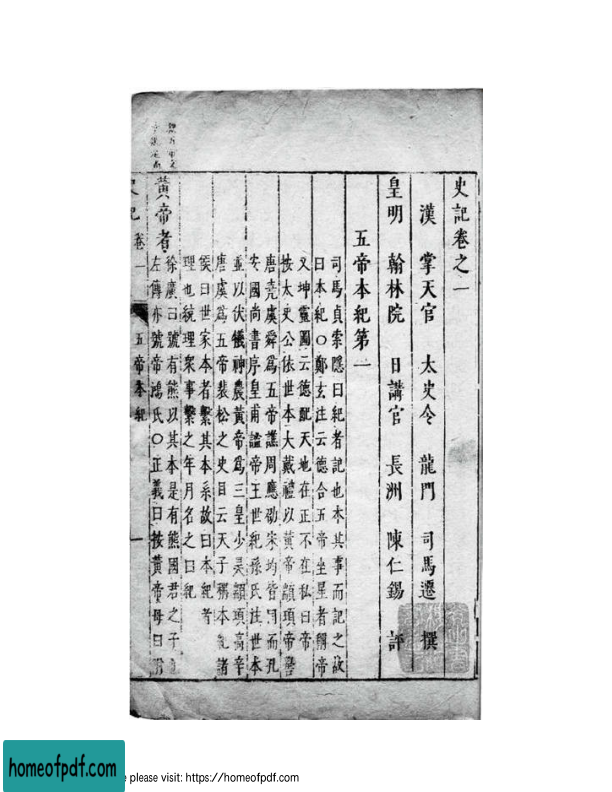 史記卷之一
漢 掌天官 太史令 龍門 司馬遷 撰
皇明 翰林院 日講官 長洲 陳仁錫 評
五帝本紀第一
司馬貞索隱曰紀者記也本其事而記之故
曰本紀〇鄭玄注云德合五帝坐星者稱帝
又坤靈圖云德配天地在正不在私曰帝
按太史公依世本大戴禮以黃帝顓頊帝嚳
唐堯虞舜爲五帝譙周應劭宋均皆同而孔
安國尚書序皇甫謐帝王世紀孫氏注世本
並以伏犧神農黃帝爲三皇少昊顓頊高辛
唐虞爲五帝裴松之史目云天子稱本紀諸
侯曰世家本者繫其本系故曰本紀者
理也統理衆事繫之年月名之曰紀
黃帝者
徐廣曰號有熊以其本是有熊國君之子
左傳亦號帝鴻氏〇正義曰按黃帝母曰
史記 卷一 五帝本紀 一
homeofpdf.com
e please visit: https://homeofpdf.com